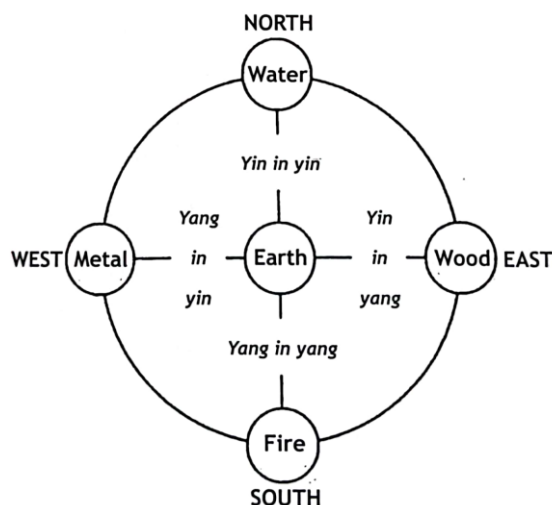 NORTH
Water
Yin in yin
Yang
in
yin
Yin
in
yang
WEST
Metal
Earth
Wood
EAST
Yang in yang
Fire
SOUTH